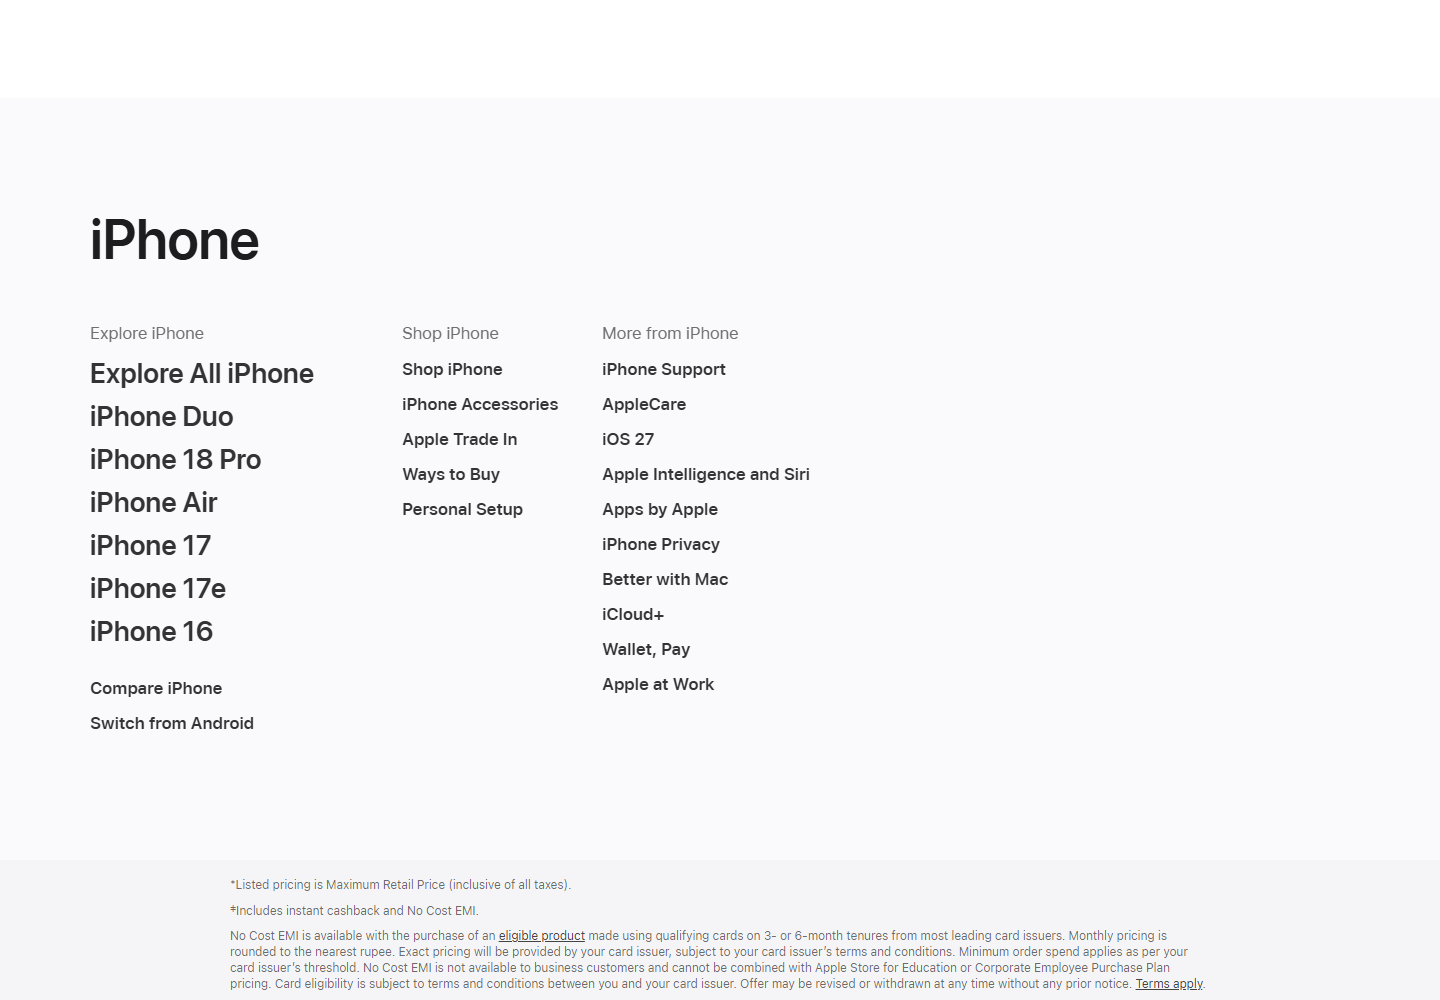 iPhone
Explore iPhone
Explore All iPhone
iPhone Duo
iPhone 18 Pro
iPhone Air
iPhone 17
iPhone 17e
iPhone 16
Compare iPhone
Switch from Android
Shop iPhone
Shop iPhone
iPhone Accessories
Apple Trade In
Ways to Buy
Personal Setup
More from iPhone
iPhone Support
AppleCare
iOS 27
Apple Intelligence and Siri
Apps by Apple
iPhone Privacy
Better with Mac
iCloud+
Wallet, Pay
Apple at Work
*Listed pricing is Maximum Retail Price (inclusive of all taxes).
‡Includes instant cashback and No Cost EMI.
No Cost EMI is available with the purchase of an eligible product made using qualifying cards on 3- or 6-month tenures from most leading card issuers. Monthly pricing is
rounded to the nearest rupee. Exact pricing will be provided by your card issuer, subject to your card issuer’s terms and conditions. Minimum order spend applies as per your
card issuer’s threshold. No Cost EMI is not available to business customers and cannot be combined with Apple Store for Education or Corporate Employee Purchase Plan
pricing. Card eligibility is subject to terms and conditions between you and your card issuer. Offer may be revised or withdrawn at any time without any prior notice. Terms apply.